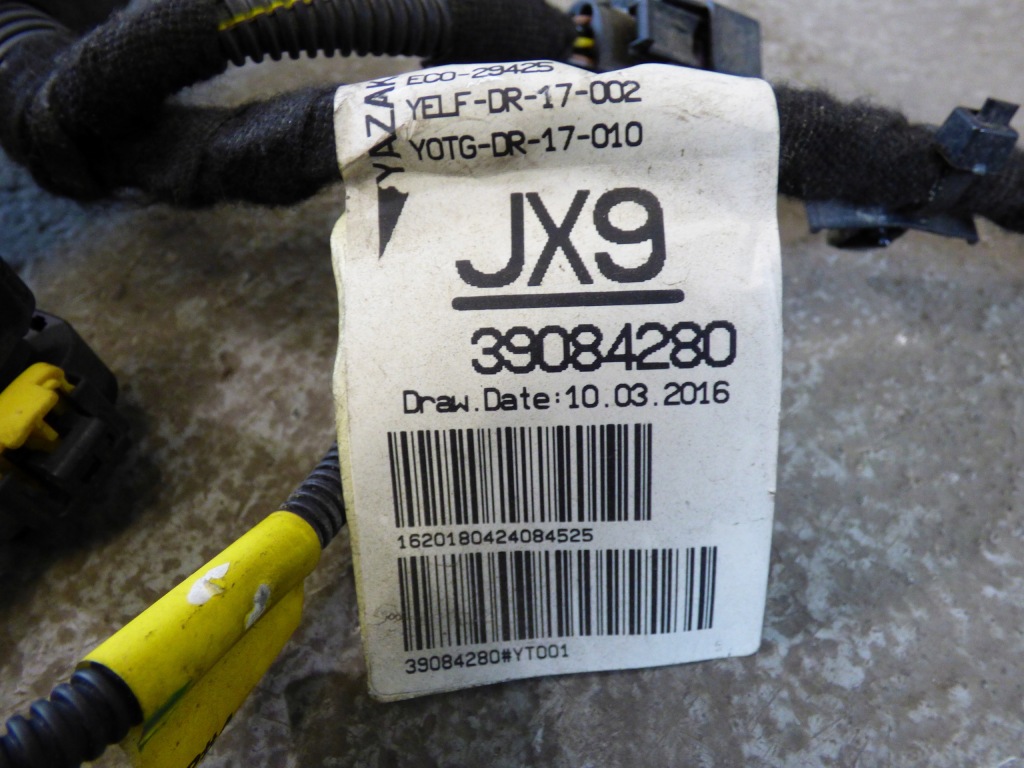 YAZAK
ECO-29425
YELF-DR-17-002
YOTG-DR-17-010
JX9
39084280
Draw.Date:10.03.2016
1620180424084525
39084280#YT001